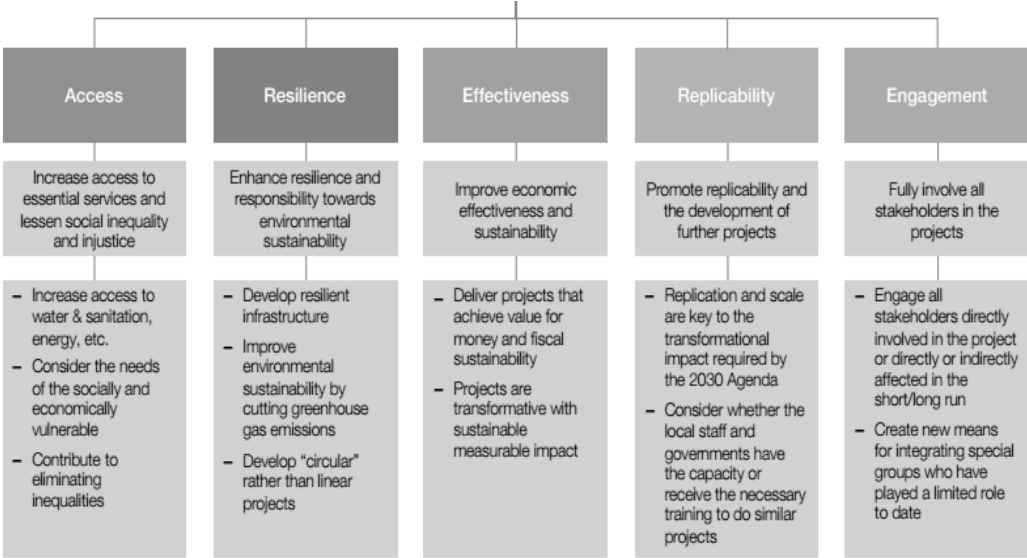 Access
Increase access to
essential services and
lessen social inequality
and injustice
– Increase access to
water & sanitation,
energy, etc.
– Consider the needs
of the socially and
economically
vulnerable
– Contribute to
eliminating
inequalities
Resilience
Enhance resilience and
responsibility towards
environmental
sustainability
– Develop resilient
infrastructure
– Improve
environmental
sustainability by
cutting greenhouse
gas emissions
– Develop “circular”
rather than linear
projects
Effectiveness
Improve economic
effectiveness and
sustainability
– Deliver projects that
achieve value for
money and fiscal
sustainability
– Projects are
transformative with
sustainable
measurable impact
Replicability
Promote replicability and
the development of
further projects
– Replication and scale
are key to the
transformational
impact required by
the 2030 Agenda
– Consider whether the
local staff and
governments have
the capacity or
receive the necessary
training to do similar
projects
Engagement
Fully involve all
stakeholders in the
projects
– Engage all
stakeholders directly
involved in the project
or directly or indirectly
affected in the
short/long run
– Create new means
for integrating special
groups who have
played a limited role
to date